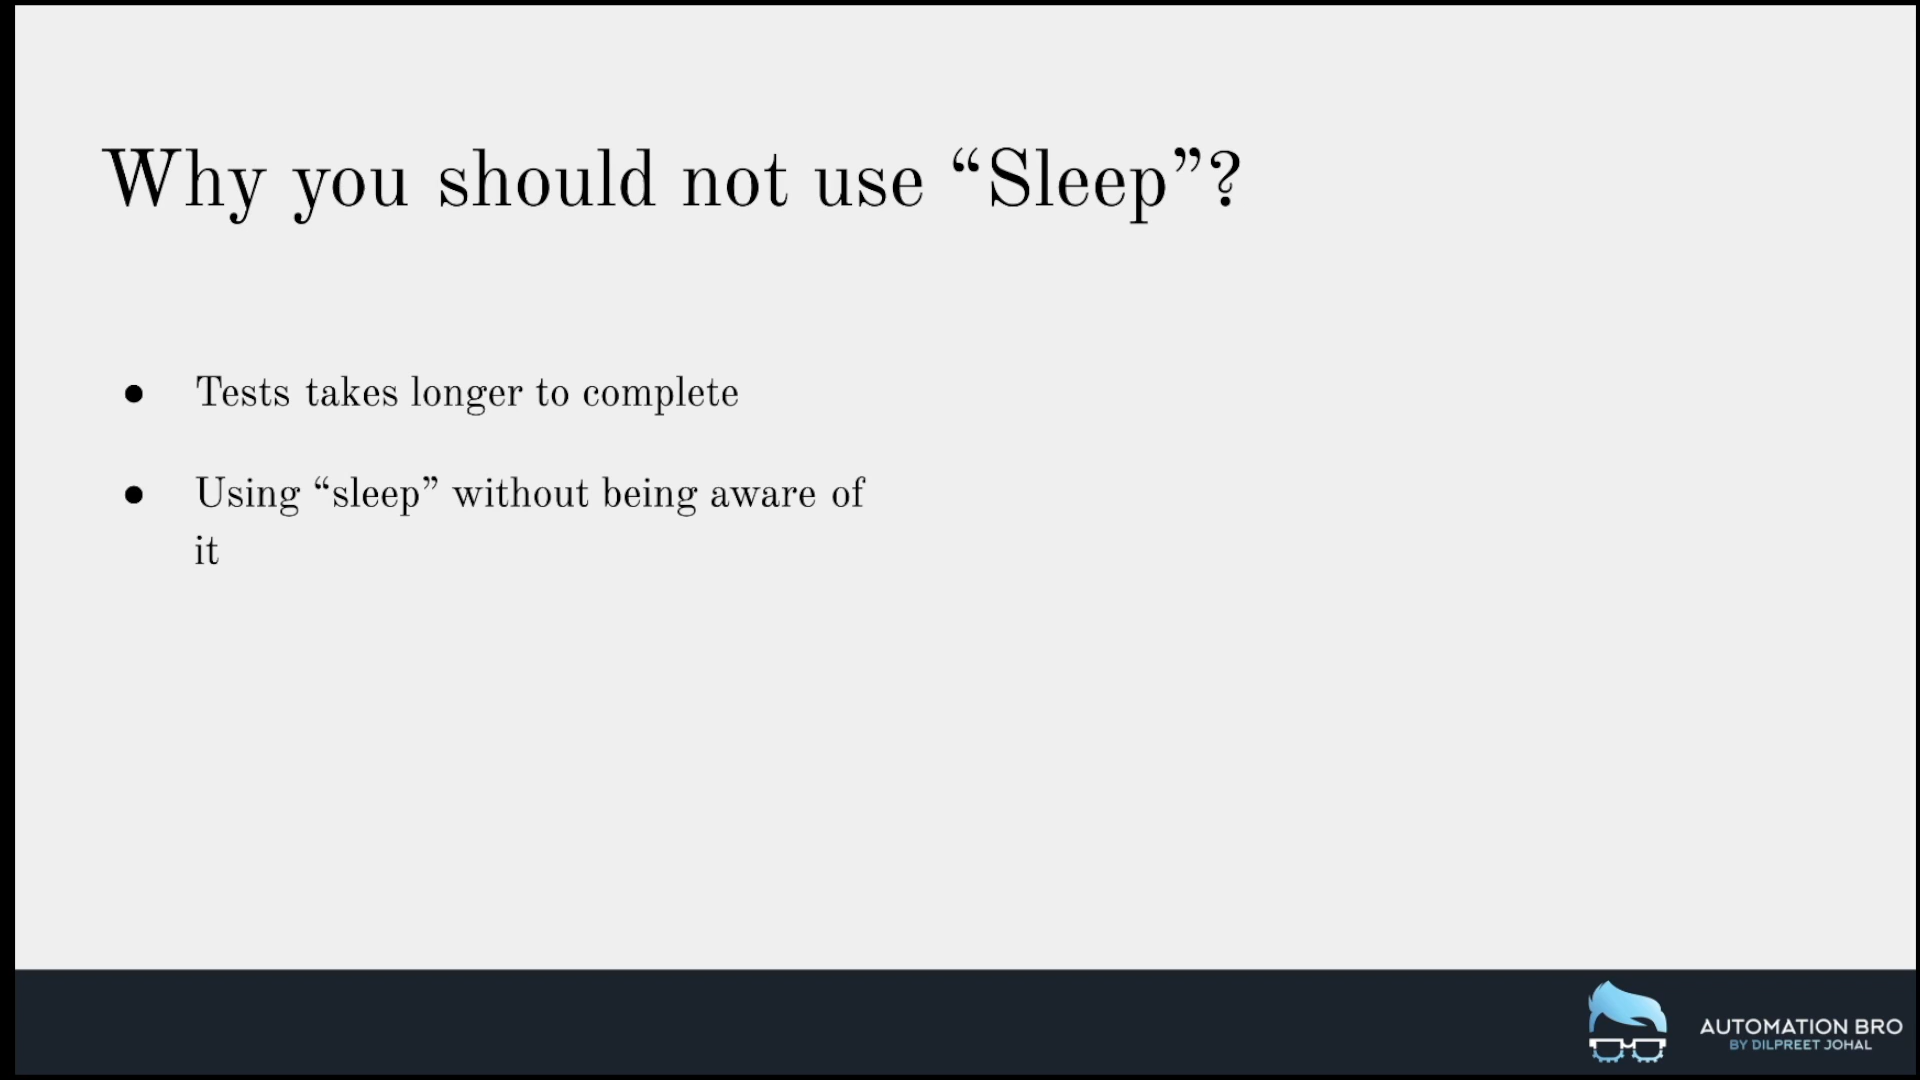 Why you should not use “Sleep”?
● Tests takes longer to complete
● Using “sleep” without being aware of
it
AUTOMATION BRO
BY DILPREET JOHAL